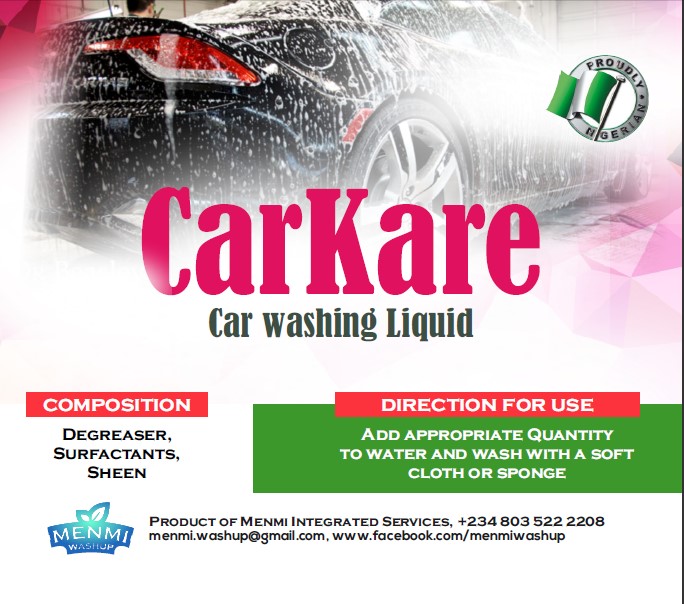 PROUDLY
NIGERIAN
CarKare
Car washing Liquid
COMPOSITION
DIRECTION FOR USE
DEGREASER,
SURFACTANTS,
SHEEN
ADD APPROPRIATE QUANTITY
TO WATER AND WASH WITH A SOFT
CLOTH OR SPONGE
MENMI
WASHUP
PRODUCT OF MENMI INTEGRATED SERVICES, +234 803 522 2208
menmi.washup@gmail.com, www.facebook.com/menmiwashup